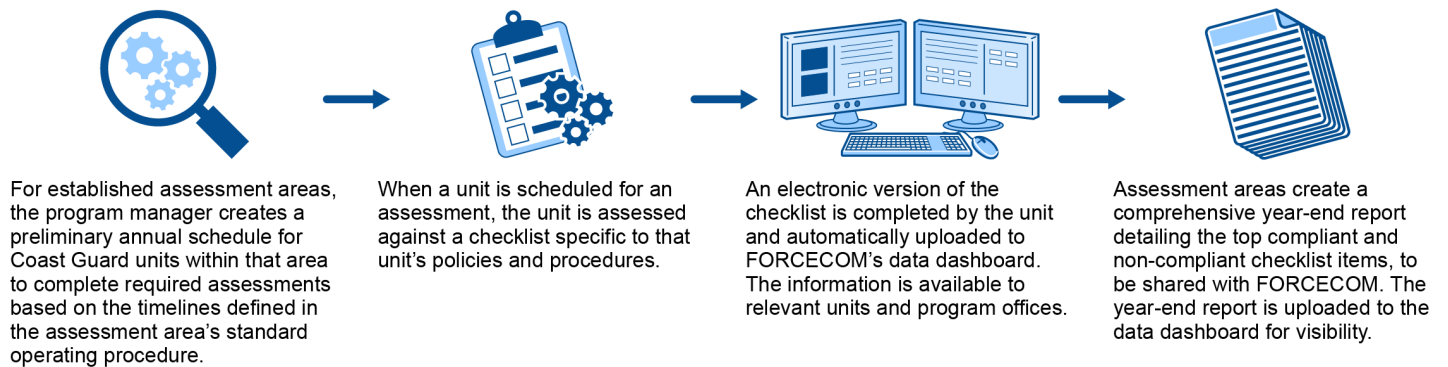 For established assessment areas,
the program manager creates a
preliminary annual schedule for
Coast Guard units within that area
to complete required assessments
based on the timelines defined in
the assessment area's standard
operating procedure.
When a unit is scheduled for an
assessment, the unit is assessed
against a checklist specific to that
unit's policies and procedures.
An electronic version of the
checklist is completed by the unit
and automatically uploaded to
FORCECOM's data dashboard.
The information is available to
relevant units and program offices.
Assessment areas create a
comprehensive year-end report
detailing the top compliant and
non-compliant checklist items, to
be shared with FORCECOM. The
year-end report is uploaded to the
data dashboard for visibility.